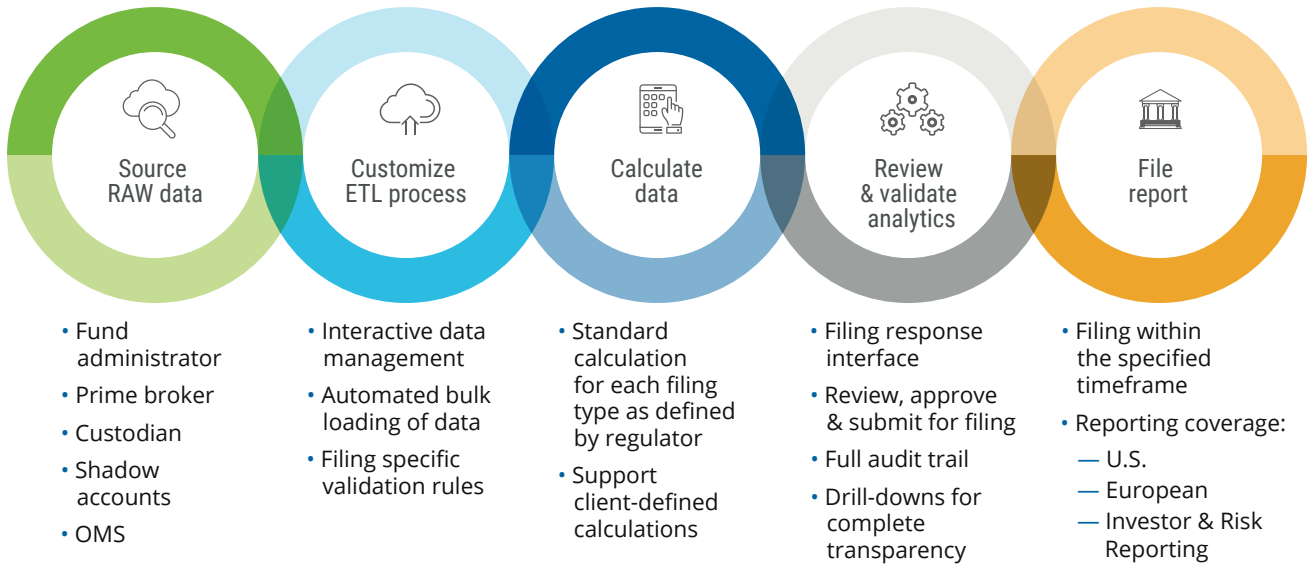 Source
RAW data
Customize
ETL process
Calculate
data
Review
& validate
analytics
File
report
• Fund
administrator
• Prime broker
• Custodian
• Shadow
accounts
• OMS
• Interactive data
management
• Automated bulk
loading of data
• Filing specific
validation rules
• Standard
calculation
for each filing
type as defined
by regulator
• Support
client-defined
calculations
• Filing response
interface
• Review, approve
& submit for filing
• Full audit trail
• Drill-downs for
complete
transparency
• Filing within
the specified
timeframe
• Reporting coverage:
— U.S.
— European
— Investor & Risk
Reporting